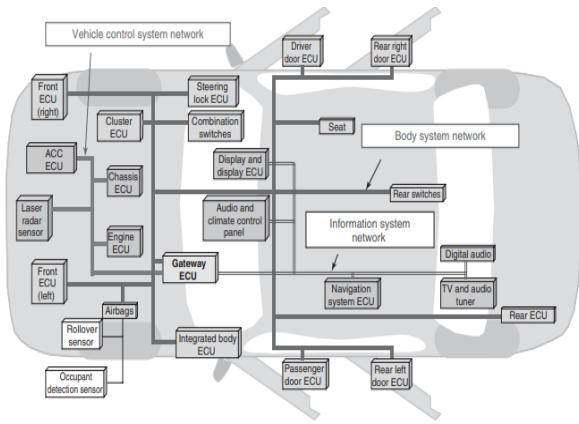 Vehicle control system network
Driver
door ECU
Rear right
door ECU
Front
ECU
(right)
Steering
lock ECU
Cluster
ECU
Combination
switches
Seat
Body system network
ACC
ECU
Display and
display ECU
Chassis
ECU
Rear switches
Laser
radar
sensor
Audio and
climate control
panel
Information system
network
Engine
ECU
Digital audio
Gateway
ECU
Front
ECU
(left)
Navigation
system ECU
TV and audio
tuner
Airbags
Rear ECU
Rollover
sensor
Integrated body
ECU
Occupant
detection sensor
Passenger
door ECU
Rear left
door ECU